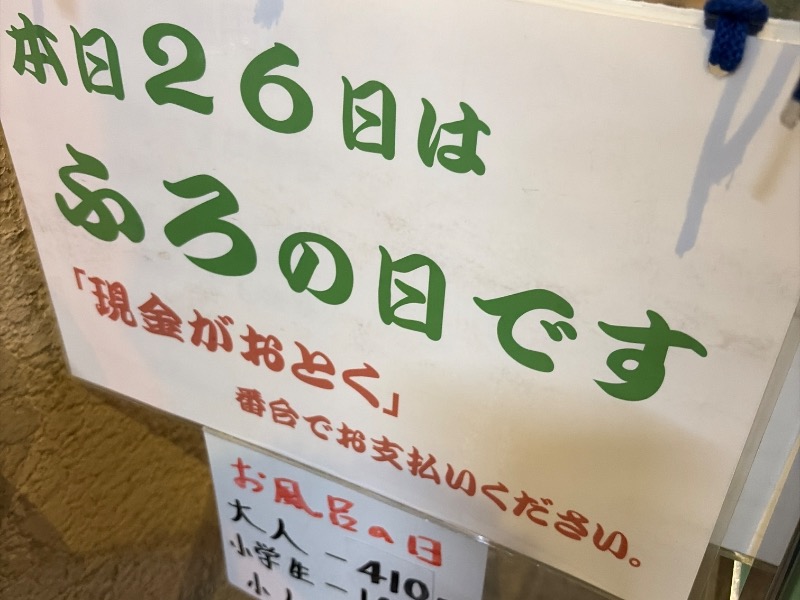 本日26日は
ふろの日です
「現金がおとく」
番台でお支払いください。
お風呂の日
大人-410
小学生-
小